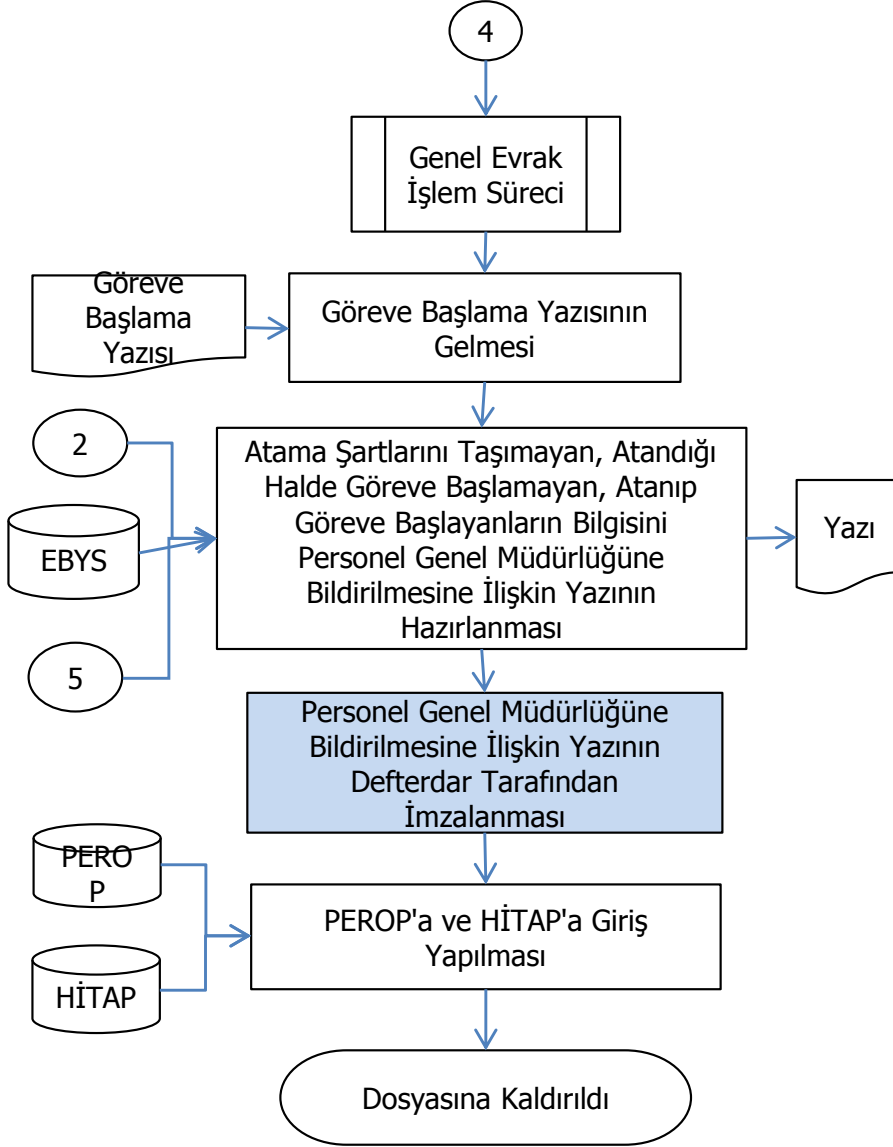 4
Genel Evrak
İşlem Süreci
Göreve
Başlama
Yazısı
Göreve Başlama Yazısının
Gelmesi
2
EBYS
5
Atama Şartlarını Taşımayan, Atandığı
Halde Göreve Başlamayan, Atanıp
Göreve Başlayanların Bilgisini
Personel Genel Müdürlüğüne
Bildirilmesine İlişkin Yazının
Hazırlanması
Yazı
Personel Genel Müdürlüğüne
Bildirilmesine İlişkin Yazının
Defterdar Tarafından
İmzalanması
PERO
P
HİTAP
PEROP'a ve HİTAP'a Giriş
Yapılması
Dosyasına Kaldırıldı